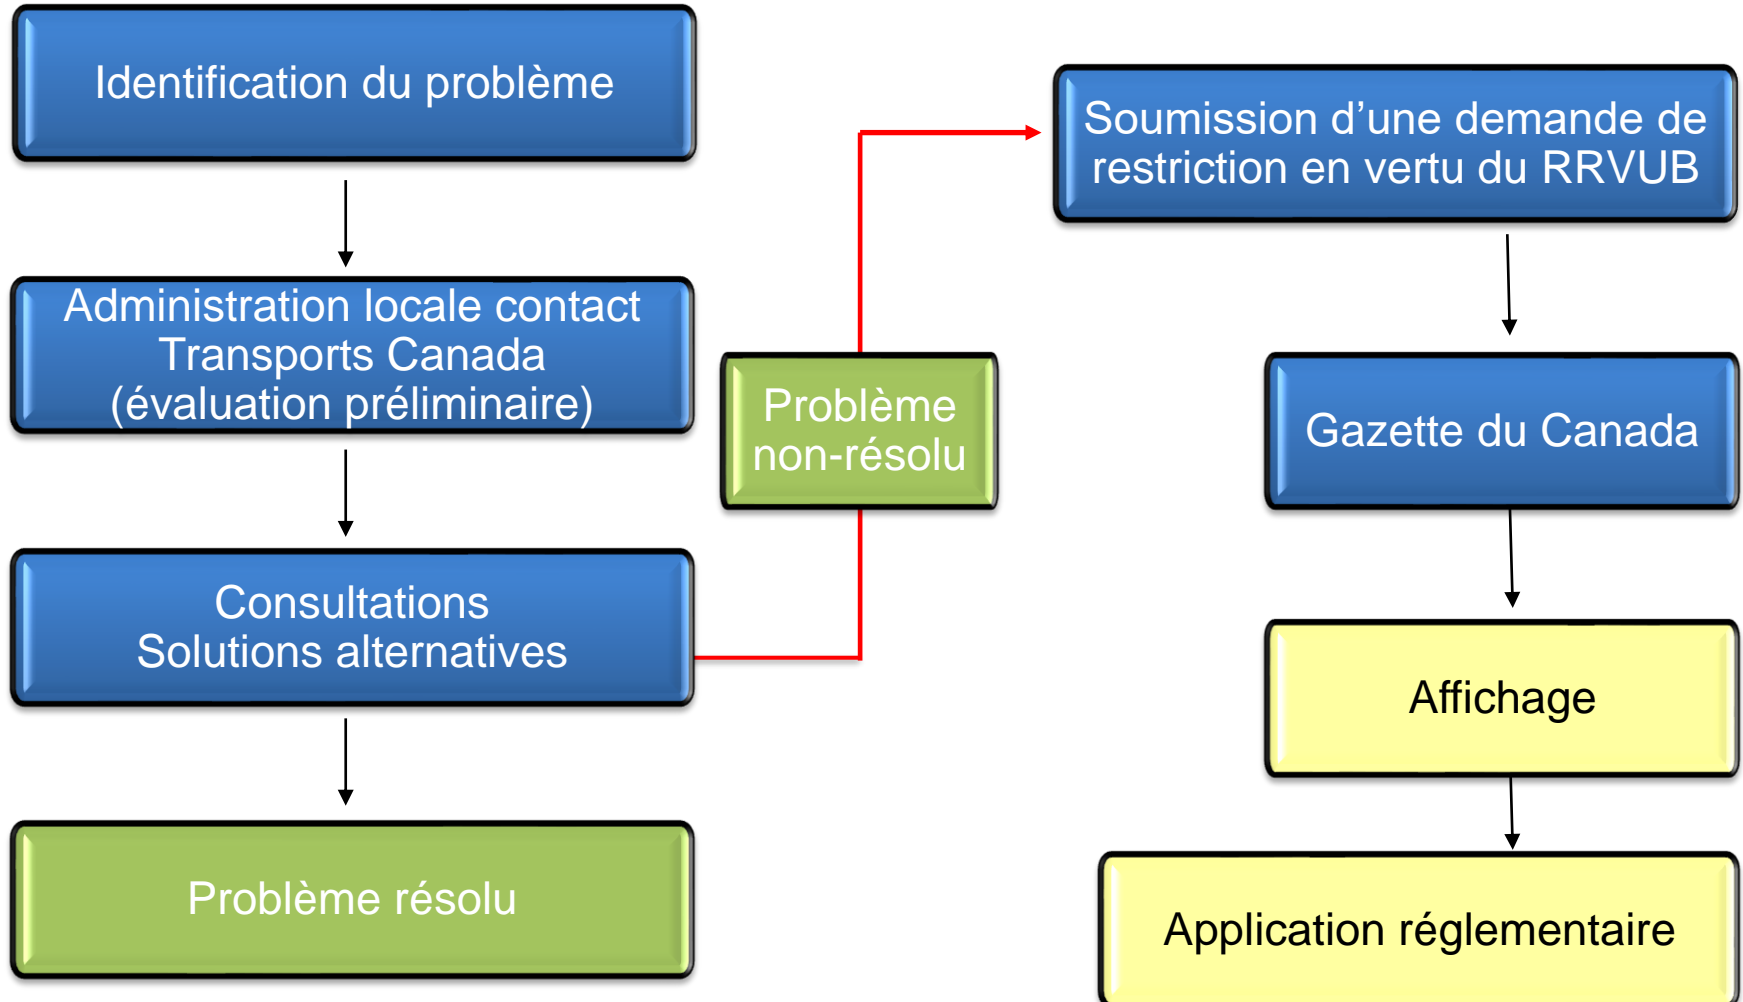 Identification du problème
Administration locale contact
Transports Canada
(évaluation préliminaire)
Consultations
Solutions alternatives
Problème résolu
Problème
non-résolu
Soumission d’une demande de
restriction en vertu du RRVUB
Gazette du Canada
Affichage
Application réglementaire